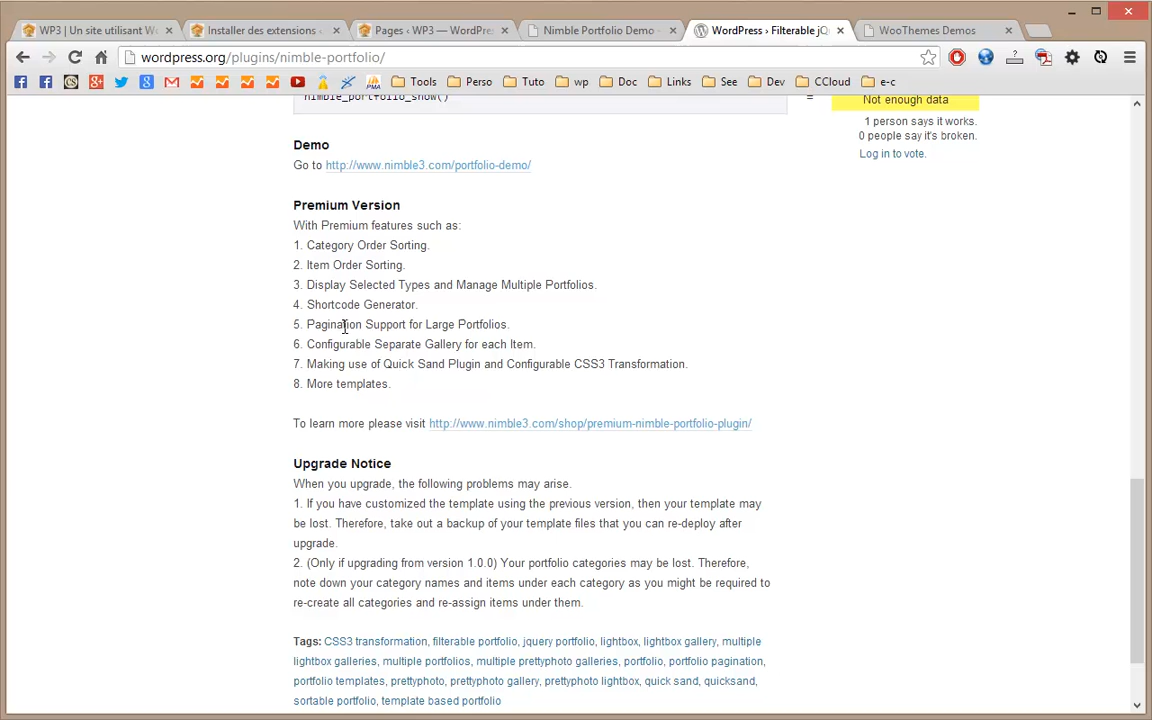 WP3 | Un site utilisant Wo
Installer des extensions
Pages ‹ WP3 — WordPre
Nimble Portfolio Demo
WordPress › Filterable jQ
WooThemes Demos
wordpress.org/plugins/nimble-portfolio/
Tools
Perso
Tuto
wp
Doc
Links
See
Dev
CCloud
e-c
nimble_portfolio_show()
=
Not enough data
1 person says it works.
0 people say it's broken.
Log in to vote.
Demo
Go to http://www.nimble3.com/portfolio-demo/
Premium Version
With Premium features such as:
1. Category Order Sorting.
2. Item Order Sorting.
3. Display Selected Types and Manage Multiple Portfolios.
4. Shortcode Generator.
5. Pagination Support for Large Portfolios.
6. Configurable Separate Gallery for each Item.
7. Making use of Quick Sand Plugin and Configurable CSS3 Transformation.
8. More templates.
To learn more please visit http://www.nimble3.com/shop/premium-nimble-portfolio-plugin/
Upgrade Notice
When you upgrade, the following problems may arise.
1. If you have customized the template using the previous version, then your template may
be lost. Therefore, take out a backup of your template files that you can re-deploy after
upgrade.
2. (Only if upgrading from version 1.0.0) Your portfolio categories may be lost. Therefore,
note down your category names and items under each category as you might be required to
re-create all categories and re-assign items under them.
Tags: CSS3 transformation, filterable portfolio, jquery portfolio, lightbox, lightbox gallery, multiple
lightbox galleries, multiple portfolios, multiple prettyphoto galleries, portfolio, portfolio pagination,
portfolio templates, prettyphoto, prettyphoto gallery, prettyphoto lightbox, quick sand, quicksand,
sortable portfolio, template based portfolio